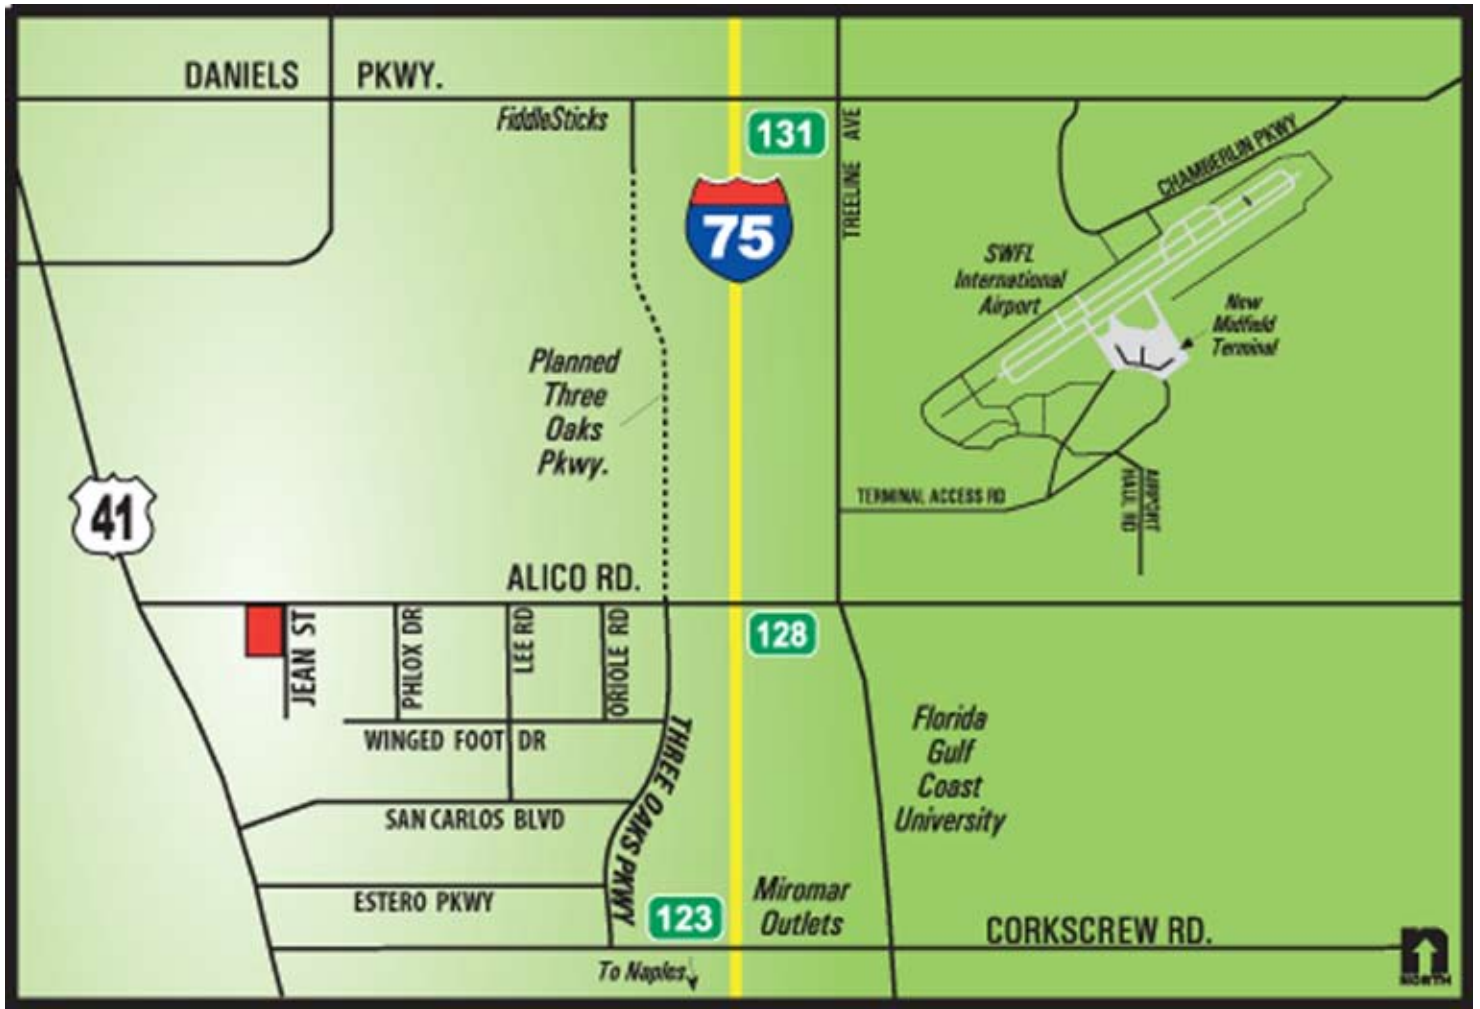 DANIELS PKWY.
FiddleSticks
131
TREELINE AVE
CHAMBERLIN PKWY
75
SWFL
International
Airport
New
Midfield
Terminal
Planned
Three
Oaks
Pkwy.
41
TERMINAL ACCESS RD
AIRPORT
HAUL RD
ALICO RD.
JEAN ST
PHLOX DR
LEE RD
ORIOLE RD
128
WINGED FOOT DR
THREE OAKS PKWY
Florida
Gulf
Coast
University
SAN CARLOS BLVD
ESTERO PKWY
123
Miromar
Outlets
CORKSCREW RD.
To Naples
n
NORTH